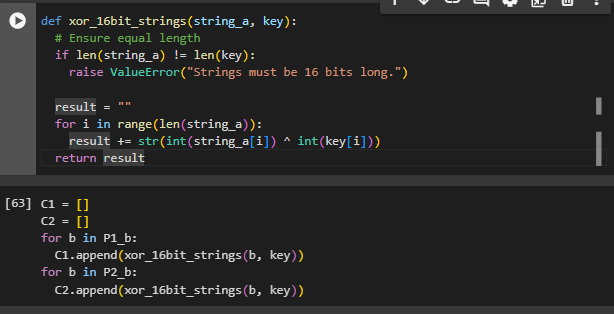 def xor_16bit_strings(string_a, key):
  # Ensure equal length
  if len(string_a) != len(key):
    raise ValueError("Strings must be 16 bits long.")

  result = ""
  for i in range(len(string_a)):
    result += str(int(string_a[i]) ^ int(key[i]))
  return result
[63] C1 = []
C2 = []
for b in P1_b:
  C1.append(xor_16bit_strings(b, key))
for b in P2_b:
  C2.append(xor_16bit_strings(b, key))